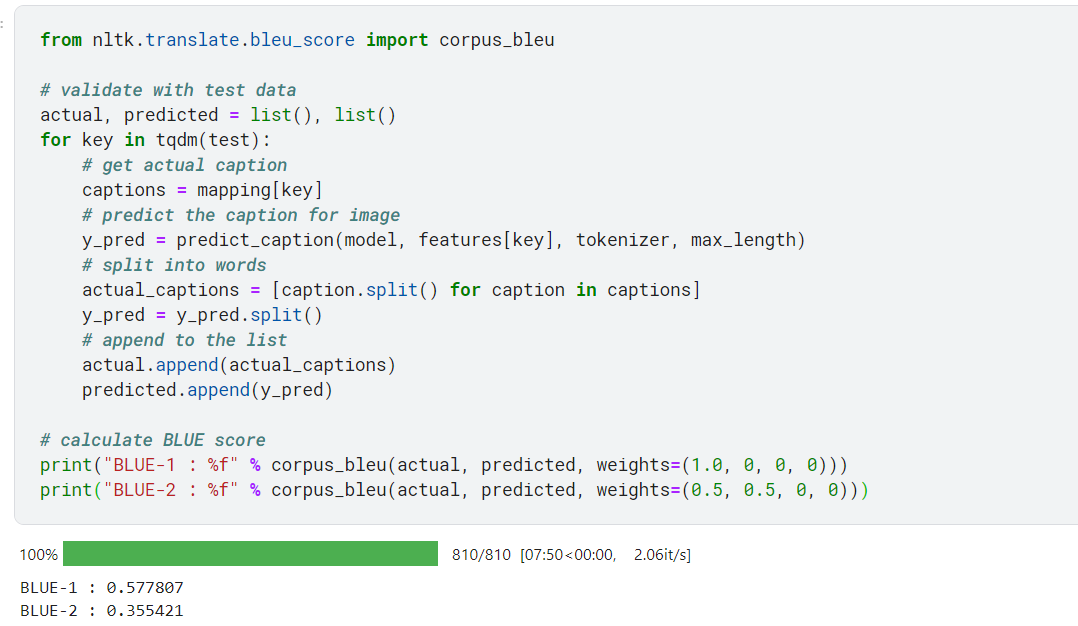 :
from nltk.translate.bleu_score import corpus_bleu
# validate with test data
actual, predicted = list(), list()
for key in tqdm(test):
    # get actual caption
    captions = mapping[key]
    # predict the caption for image
    y_pred = predict_caption(model, features[key], tokenizer, max_length)
    # split into words
    actual_captions = [caption.split() for caption in captions]
    y_pred = y_pred.split()
    # append to the list
    actual.append(actual_captions)
    predicted.append(y_pred)
# calculate BLUE score
print("BLUE-1 : %f" % corpus_bleu(actual, predicted, weights=(1.0, 0, 0, 0)))
print("BLUE-2 : %f" % corpus_bleu(actual, predicted, weights=(0.5, 0.5, 0, 0)))
100% 810/810 [07:50<00:00, 2.06it/s]
BLUE-1 : 0.577807
BLUE-2 : 0.355421